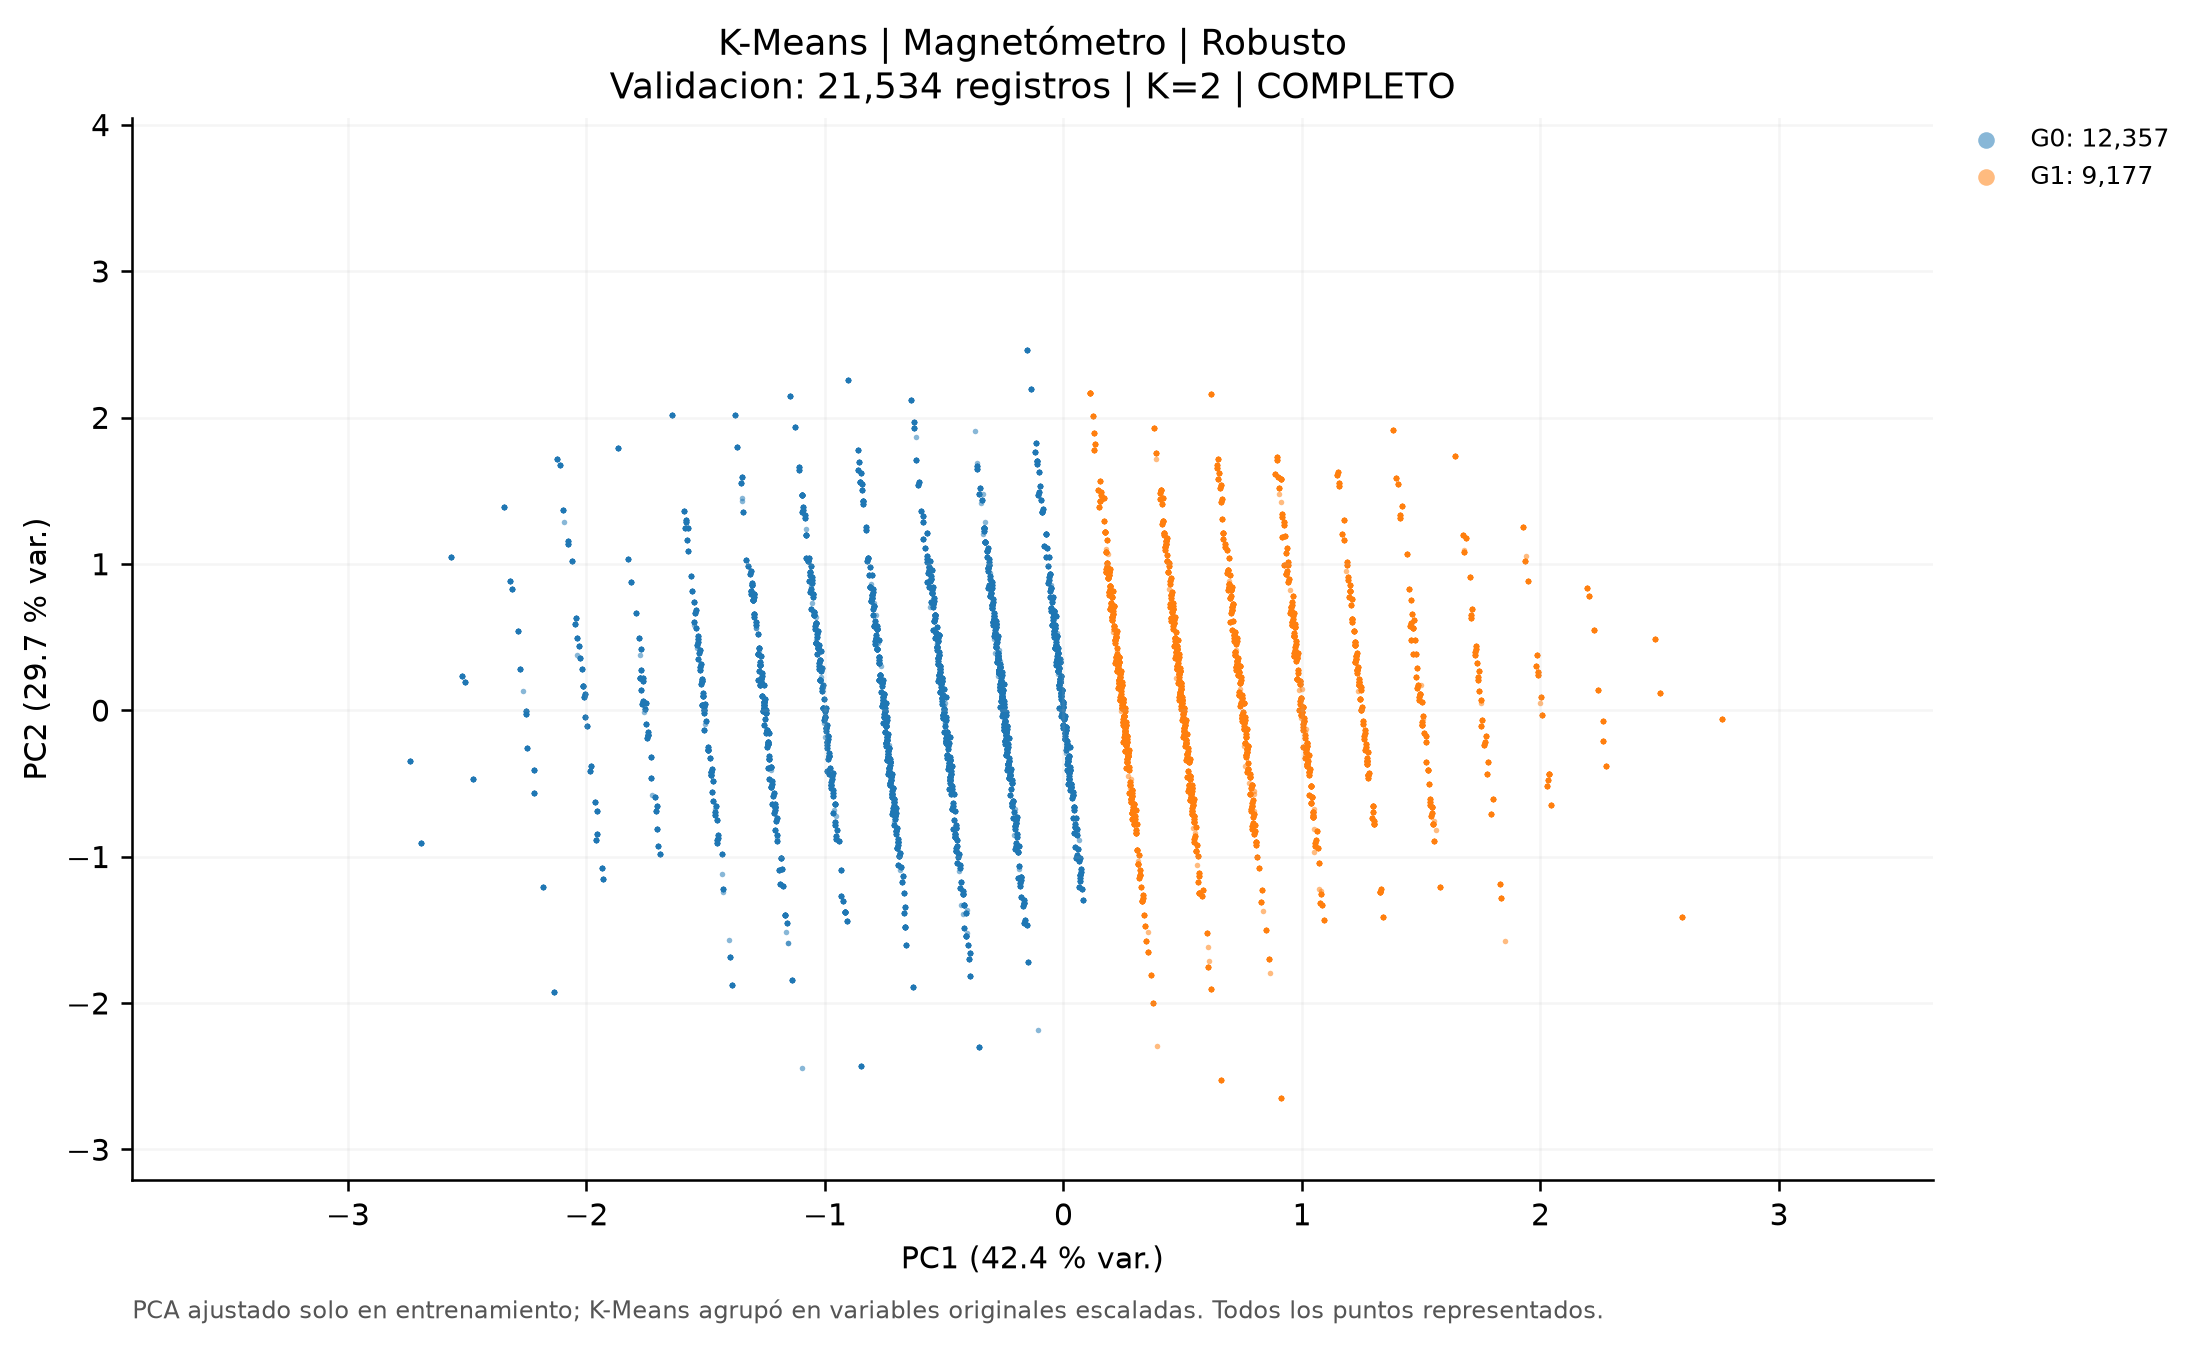 K-Means | Magnetómetro | Robusto
Validacion: 21,534 registros | K=2 | COMPLETO
G0: 12,357
G1: 9,177
4
3
2
1
0
−1
−2
−3
PC2 (29.7 % var.)
−3
−2
−1
0
1
2
3
PC1 (42.4 % var.)
PCA ajustado solo en entrenamiento; K-Means agrupó en variables originales escaladas. Todos los puntos representados.